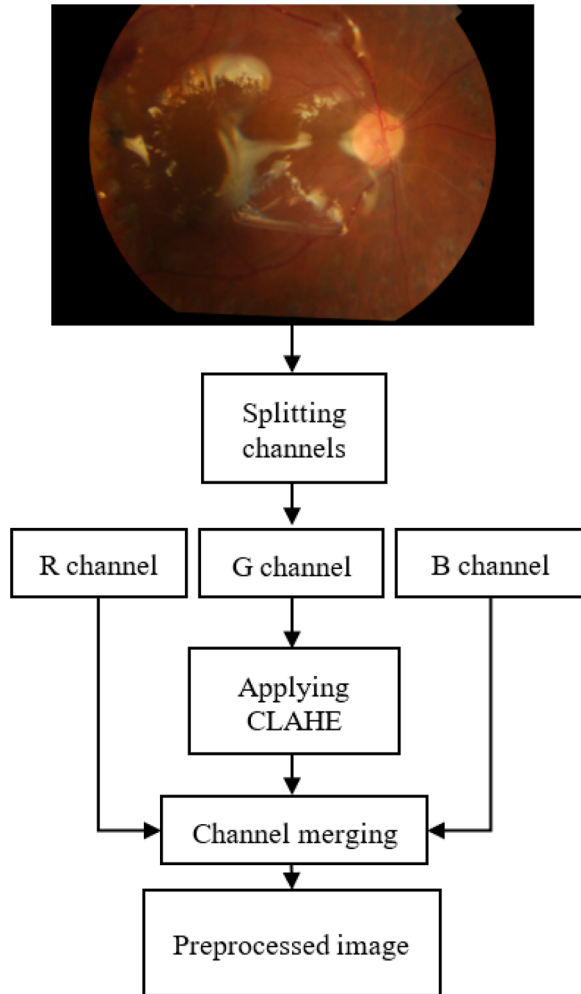 Splitting
channels
R channel
G channel
B channel
Applying
CLAHE
Channel merging
Preprocessed image